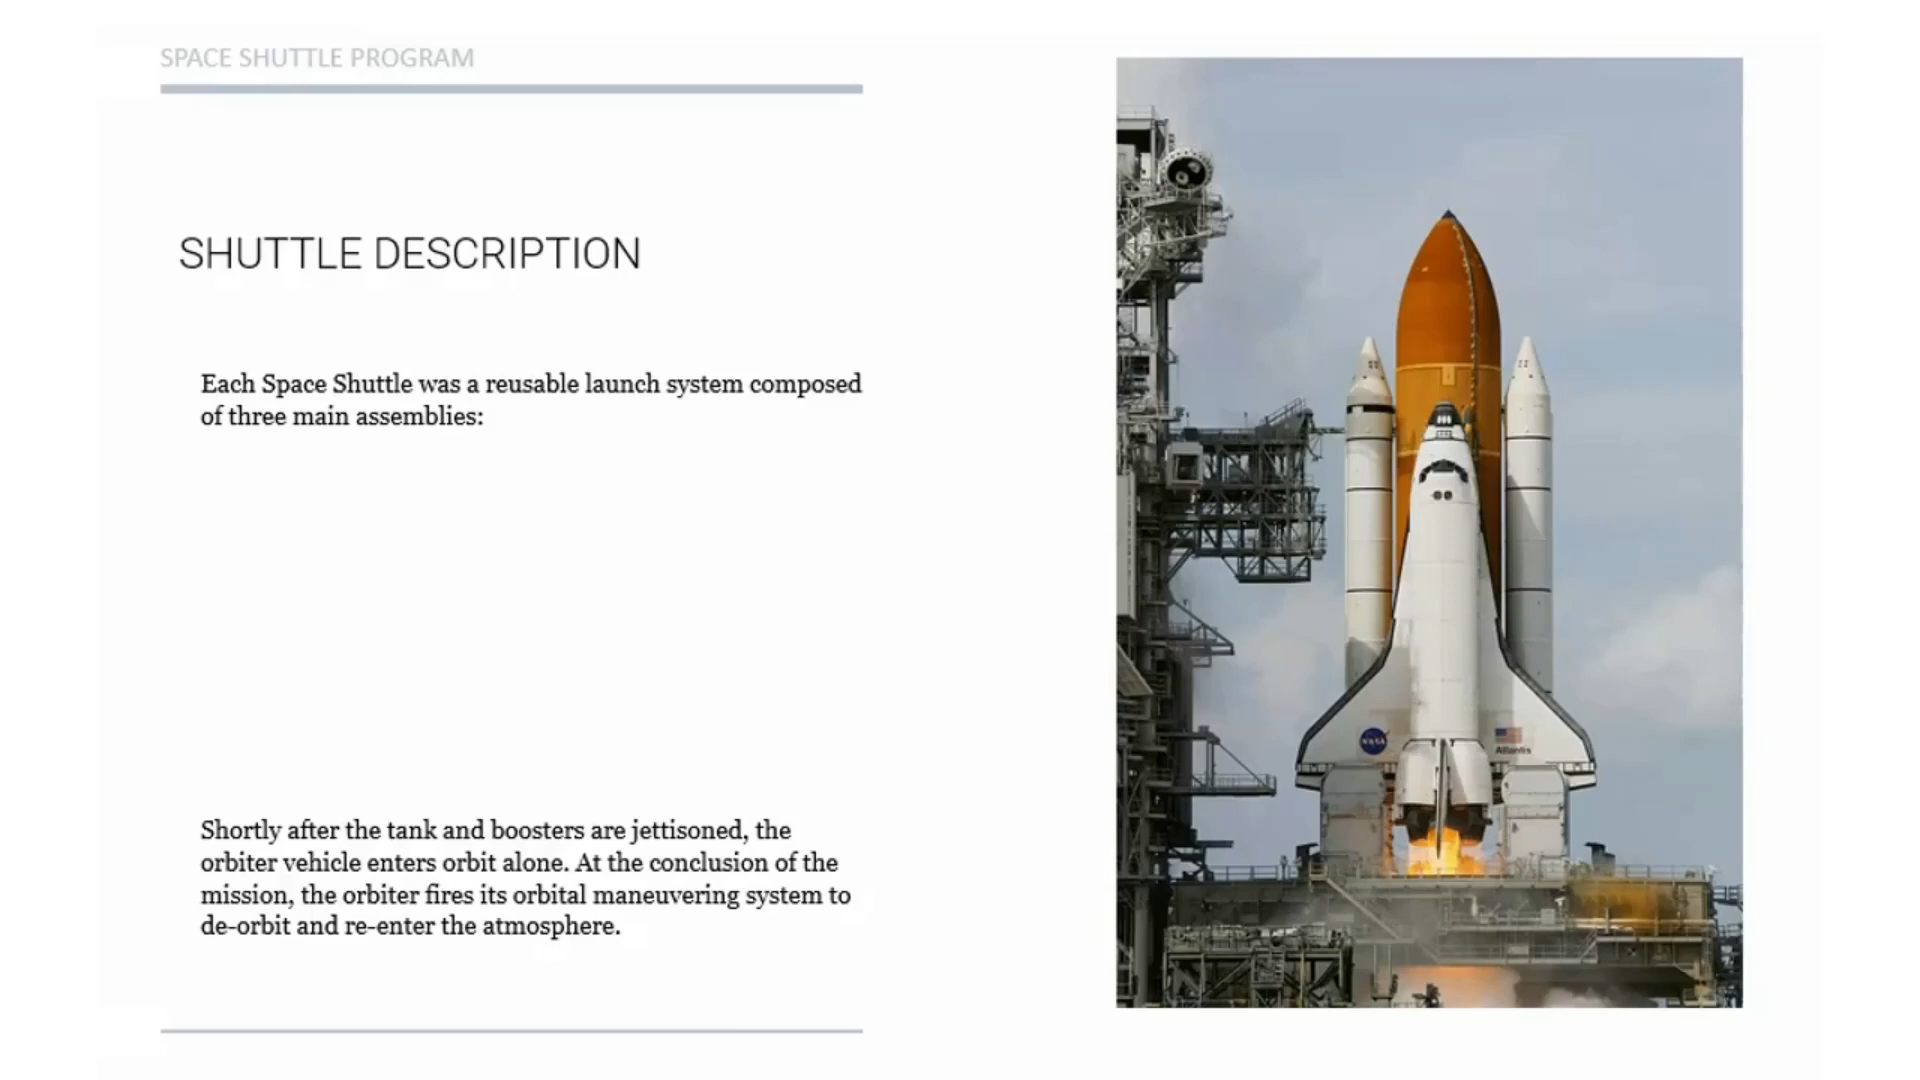 SPACE SHUTTLE PROGRAM
SHUTTLE DESCRIPTION
Each Space Shuttle was a reusable launch system composed
of three main assemblies:
Shortly after the tank and boosters are jettisoned, the
orbiter vehicle enters orbit alone. At the conclusion of the
mission, the orbiter fires its orbital maneuvering system to
de-orbit and re-enter the atmosphere.
NASA
Atlantis